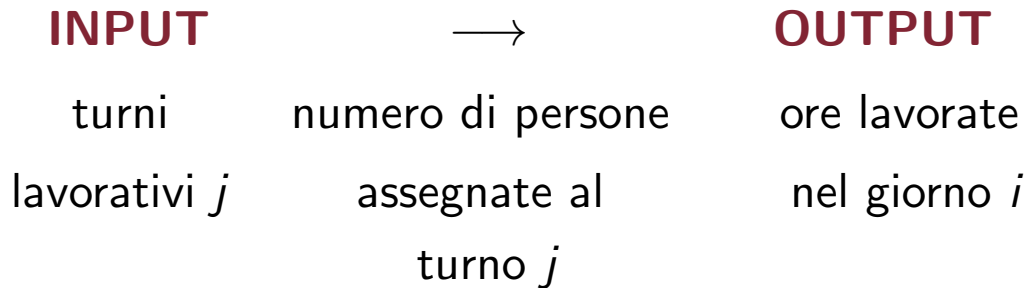 INPUT → OUTPUT
turni numero di persone ore lavorate
lavorativi j assegnate al nel giorno i
turno j